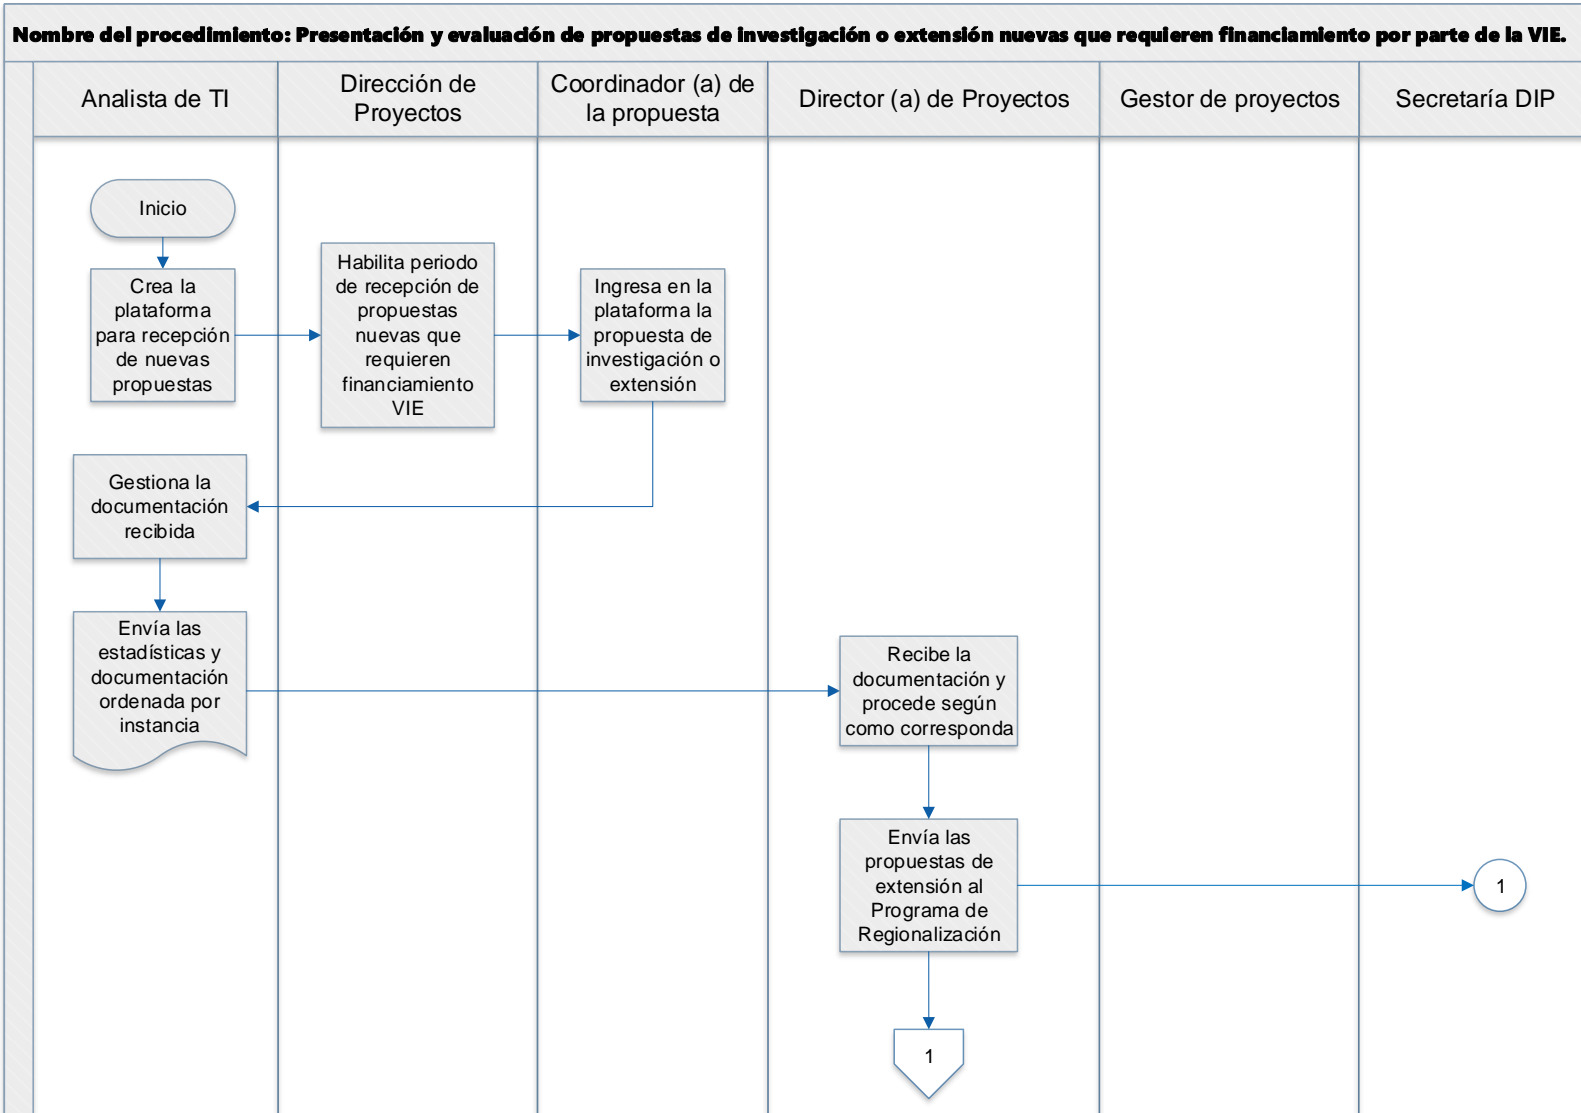 Nombre del procedimiento: Presentación y evaluación de propuestas de investigación o extensión nuevas que requieren financiamiento por parte de la VIE.
Analista de TI
Dirección de
Proyectos
Coordinador (a) de
la propuesta
Director (a) de Proyectos
Gestor de proyectos
Secretaría DIP
Inicio
Crea la
plataforma
para recepción
de nuevas
propuestas
Habilita periodo
de recepción de
propuestas
nuevas que
requieren
financiamiento
VIE
Ingresa en la
plataforma la
propuesta de
investigación o
extensión
Gestiona la
documentación
recibida
Envía las
estadísticas y
documentación
ordenada por
instancia
Recibe la
documentación y
procede según
como corresponda
Envía las
propuestas de
extensión al
Programa de
Regionalización
1
1